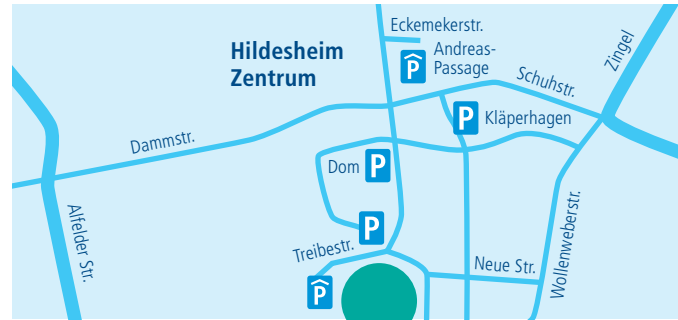 Eckemekerstr.
Hildesheim
Zentrum
P
Andreas-
Passage
Zingel
Schuhstr.
P
Kläperhagen
Dammstr.
Dom
P
P
Alfelder Str.
Treibestr.
P
Neue Str.
Wollenweberstr.